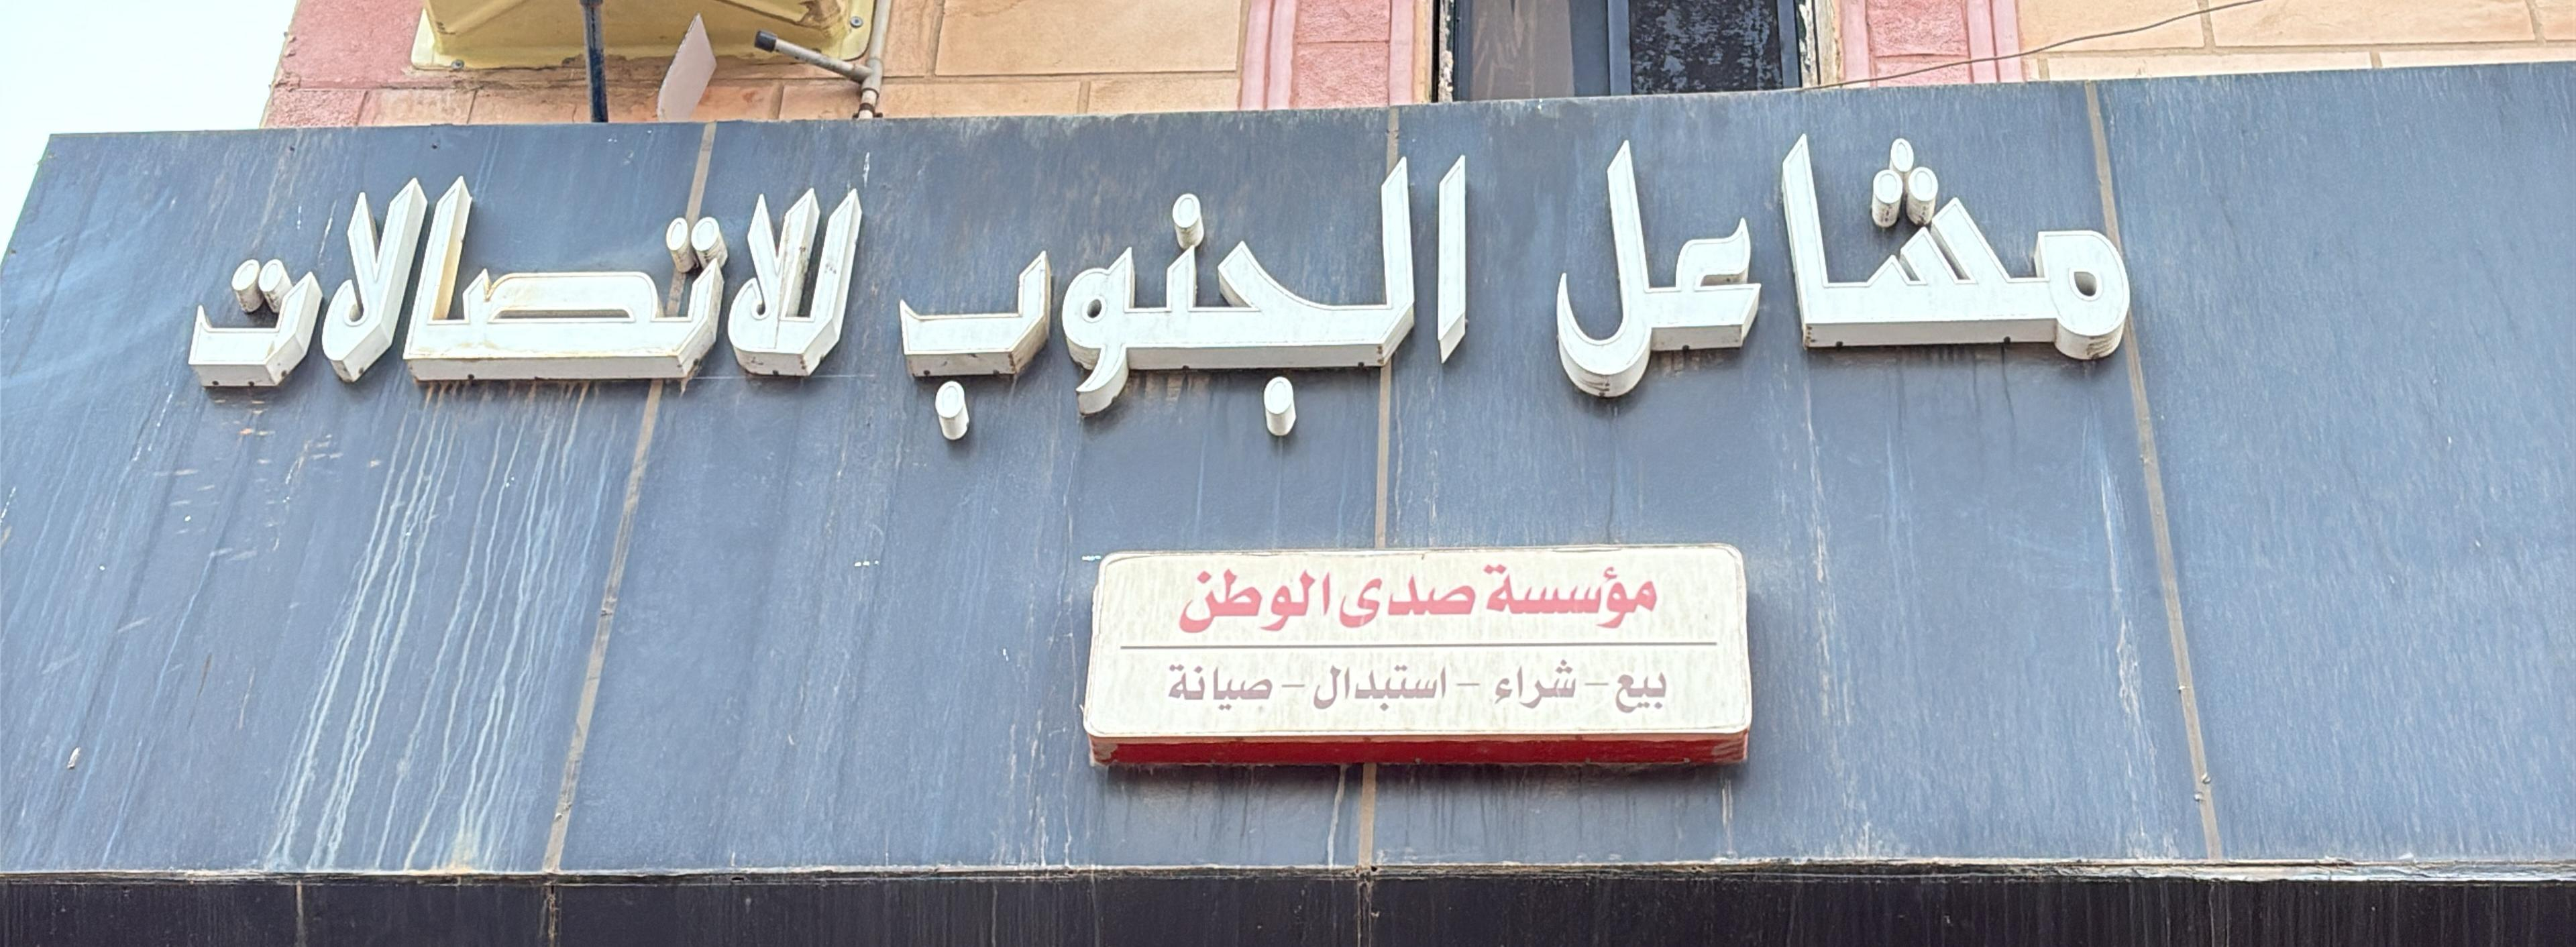 مشاعل الجنوب للاتصالات
مؤسسة صدى الوطن
بيع - شراء - استبدال - صيانة